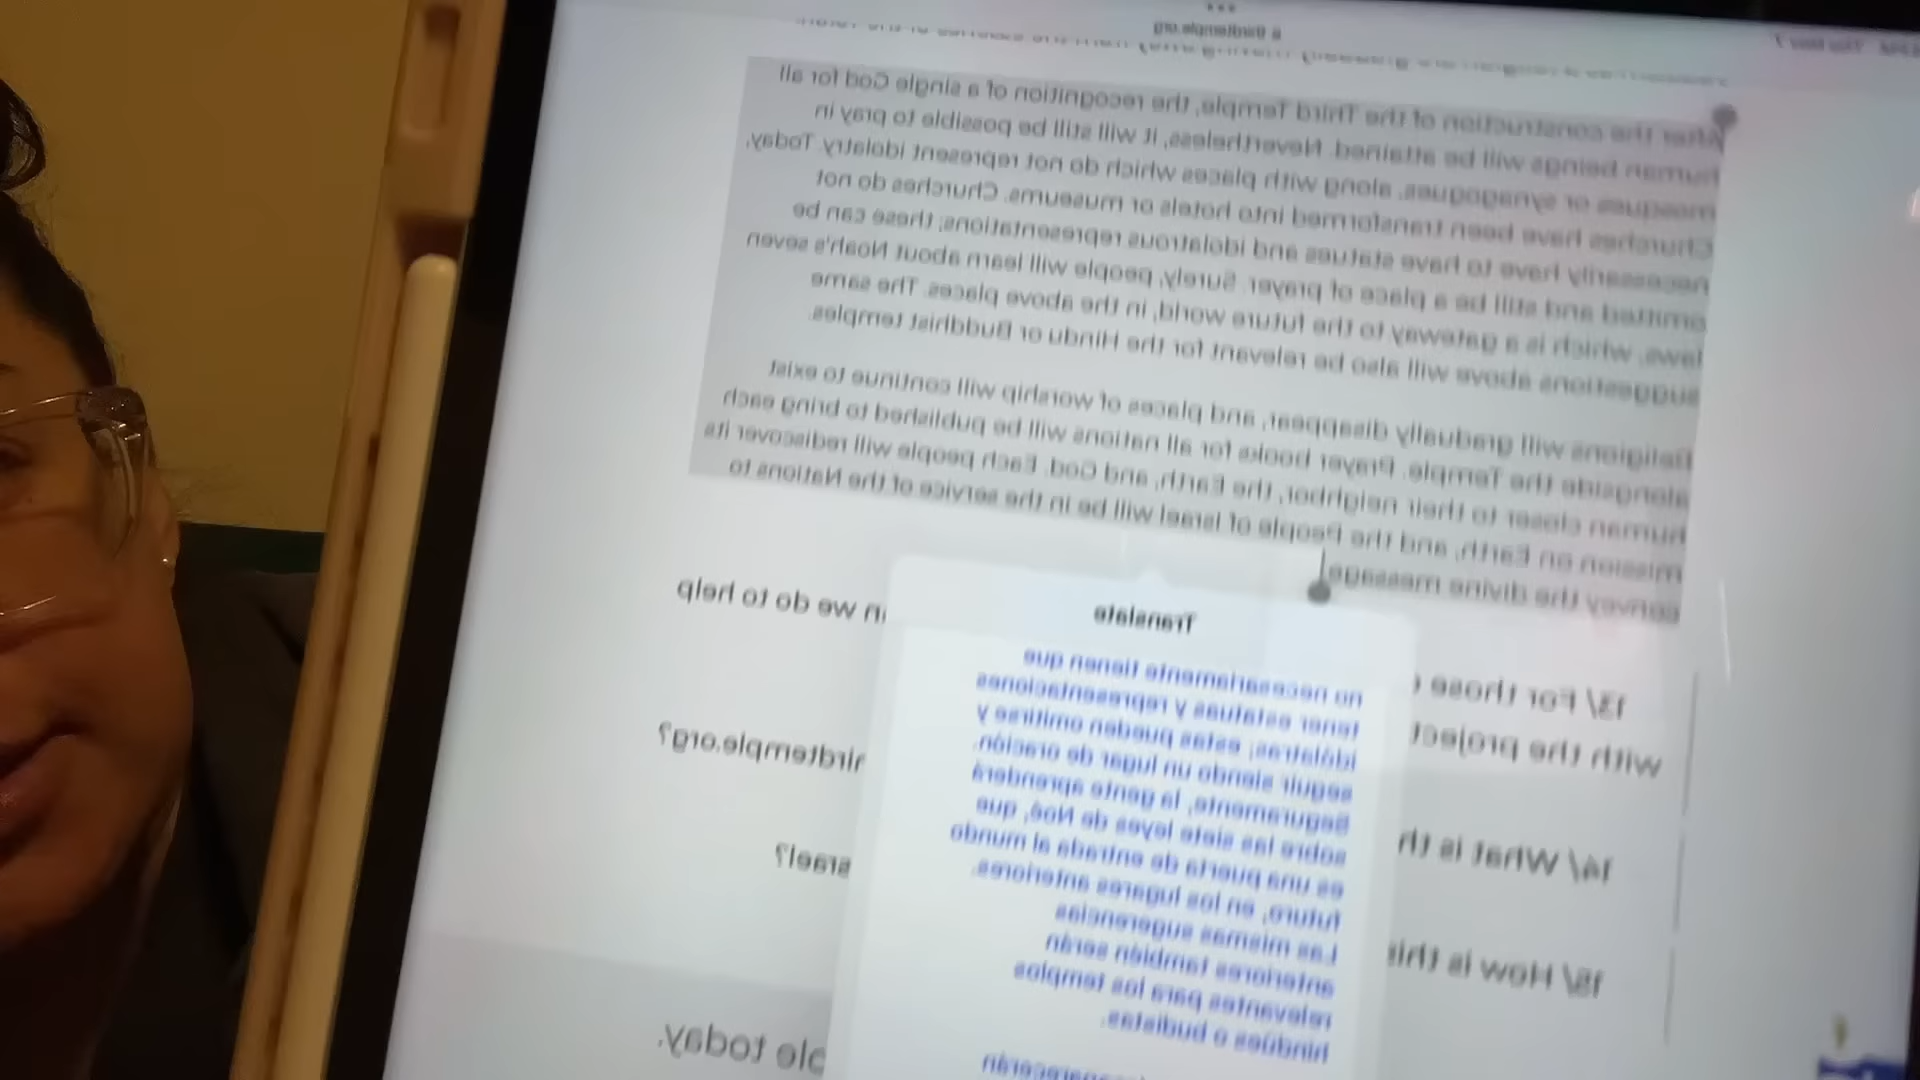 thirdtemple.org
After the construction of the Third Temple, the recognition of a single God for all
human beings will be attained. Nevertheless, it will still be possible to pray in
mosques or synagogues, along with places which do not represent idolatry. Today,
Churches have been transformed into hotels or museums. Churches do not
necessarily have to have statues and idolatrous representations; these can be
omitted and still be a place of prayer. Surely, people will learn about Noah's seven
laws, which is a gateway to the future world, in the above places. The same
suggestions above will also be relevant for the Hindu or Buddhist temples.
Religions will gradually disappear, and places of worship will continue to exist
alongside the Temple. Prayer books for all nations will be published to bring each
human closer to their neighbor, the Earth, and God. Each people will rediscover its
mission on Earth, and the People of Israel will be in the service of the Nations to
convey the divine message.
Translate
no necesariamente tienen que
tener estatuas y representaciones
idólatras; estas pueden omitirse y
seguir siendo un lugar de oración.
Seguramente, la gente aprenderá
sobre las siete leyes de Noé, que
es una puerta de entrada al mundo
futuro, en los lugares anteriores.
Las mismas sugerencias
anteriores también serán
relevantes para los templos
hindúes o budistas.
13/ For those we do to help
with the project
14/ What is th irdtemple.org?
15/ How is this srael?
ple today.